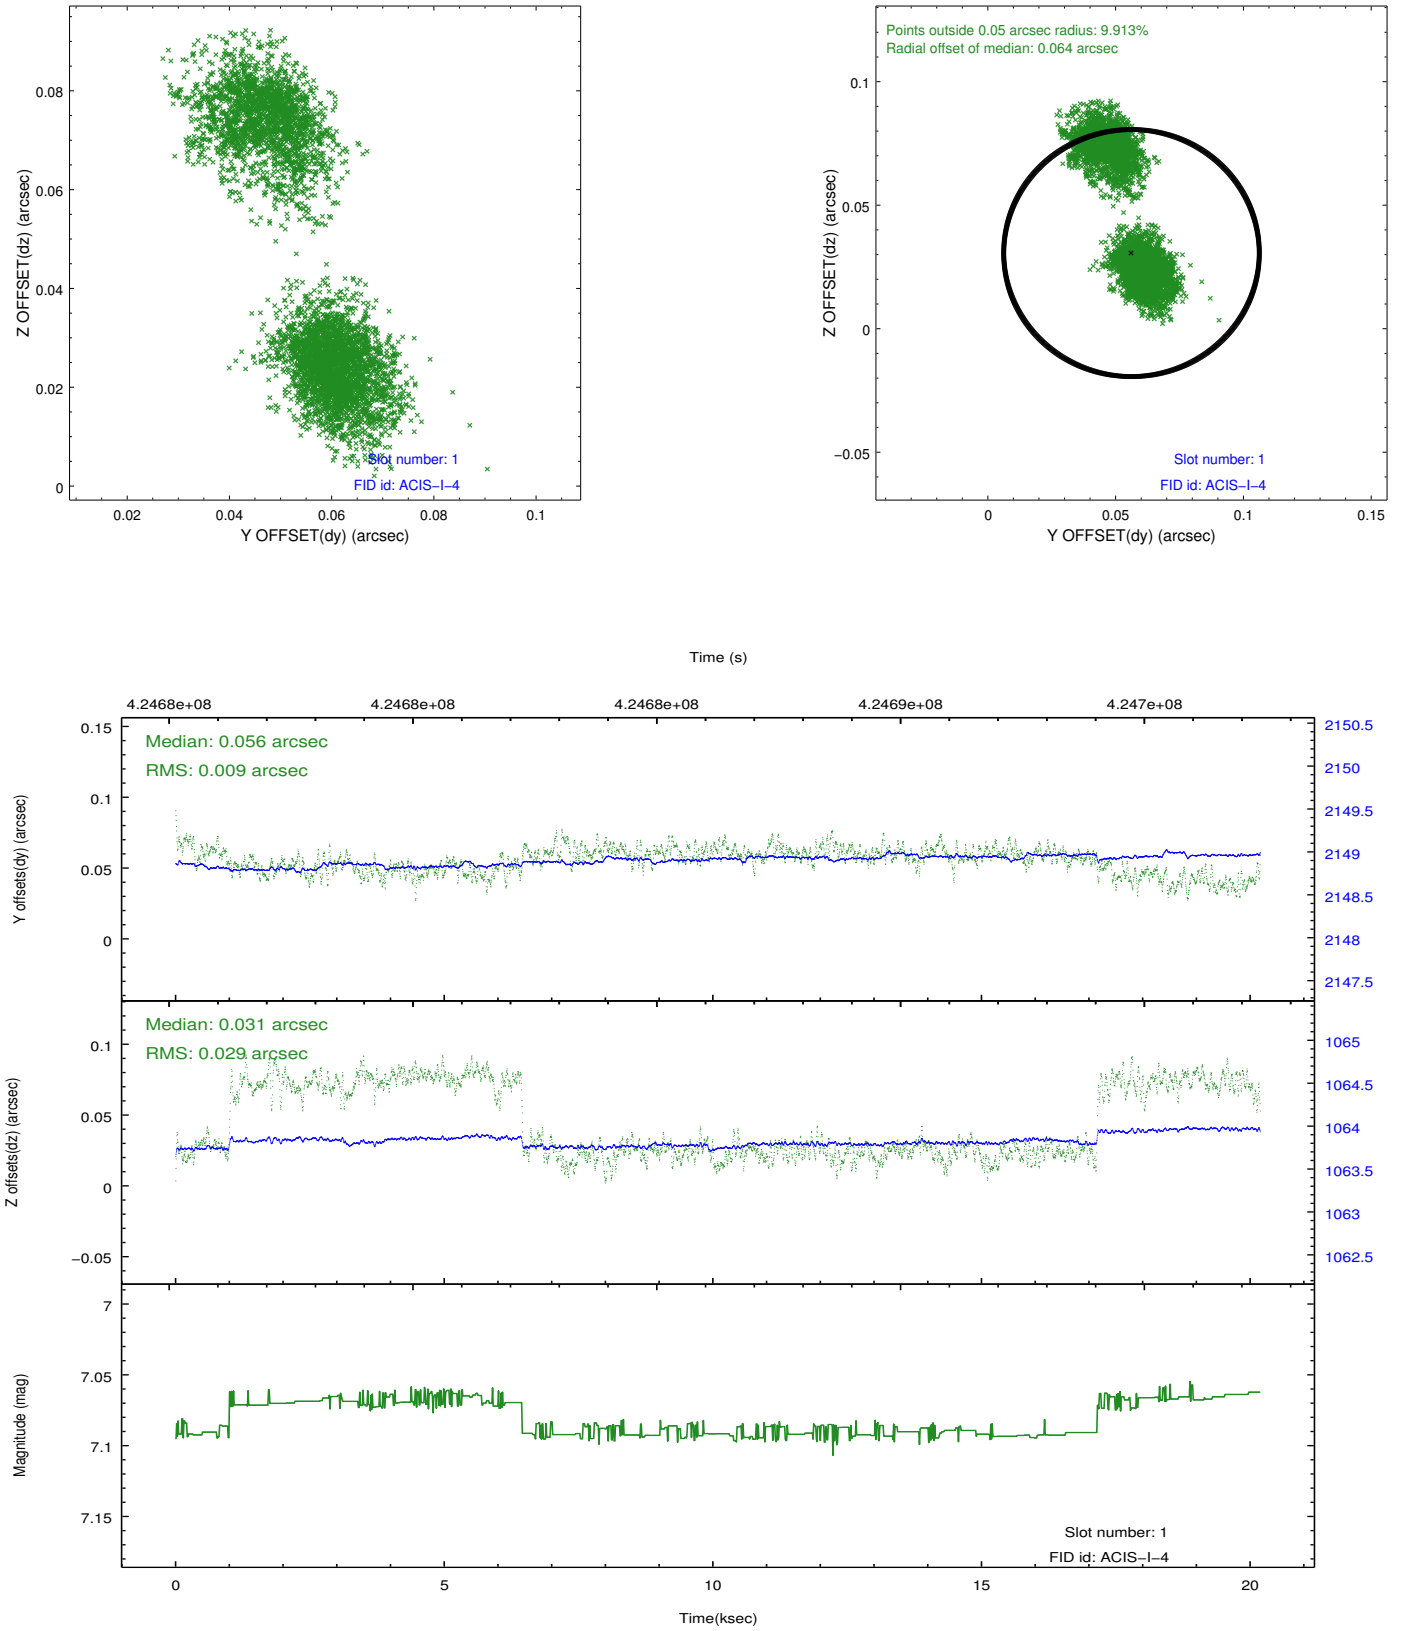 0.08
0.06
0.04
0.02
0
Z OFFSET(dz) (arcsec)
Slot number: 1
FID id: ACIS−I−4
0.02 0.04 0.06 0.08 0.1
Y OFFSET(dy) (arcsec)
Points outside 0.05 arcsec radius: 9.913%
Radial offset of median: 0.064 arcsec
0.1
0.05
0
−0.05
Z OFFSET(dz) (arcsec)
Slot number: 1
FID id: ACIS−I−4
0 0.05 0.1 0.15
Y OFFSET(dy) (arcsec)
Time (s)
4.2468e+08 4.2468e+08 4.2468e+08 4.2469e+08 4.247e+08
Median: 0.056 arcsec
RMS: 0.009 arcsec
0.15
0.1
0.05
0
Y offsets(dy) (arcsec)
2150.5
2150
2149.5
2149
2148.5
2148
2147.5
Median: 0.031 arcsec
RMS: 0.029 arcsec
0.1
0.05
0
−0.05
Z offsets(dz) (arcsec)
1065
1064.5
1064
1063.5
1063
1062.5
7
7.05
7.1
7.15
Magnitude (mag)
Slot number: 1
FID id: ACIS−I−4
0 5 10 15 20
Time(ksec)